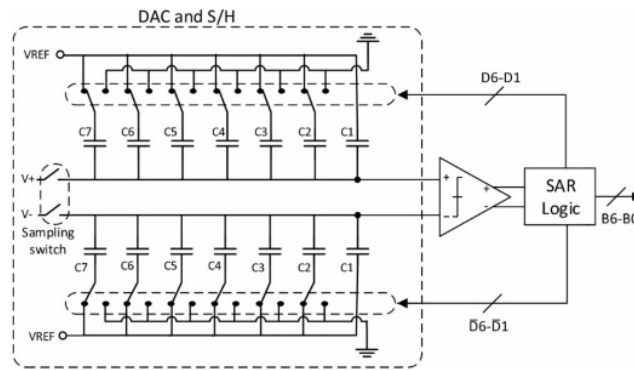 DAC and S/H
VREF
D6-D1
C7 C6 C5 C4 C3 C2 C1
V+
V-
+
-
+
-
SAR
Logic
B6-B0
Sampling
switch
C7 C6 C5 C4 C3 C2 C1
D̅6-D̅1
VREF